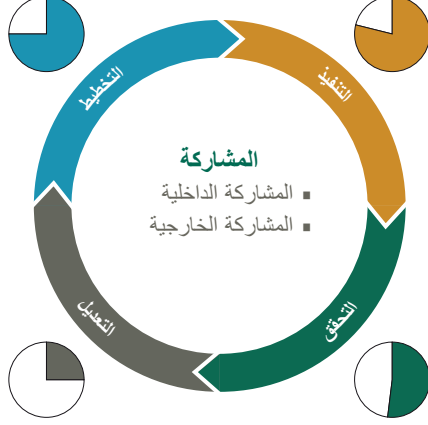 التخطيط
التنفيذ
المشاركة
▪ المشاركة الداخلية
▪ المشاركة الخارجية
التعديل
التحقق